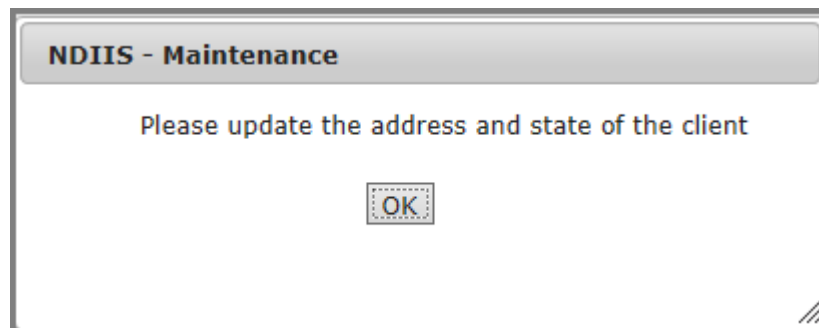 NDIIS - Maintenance
Please update the address and state of the client
OK